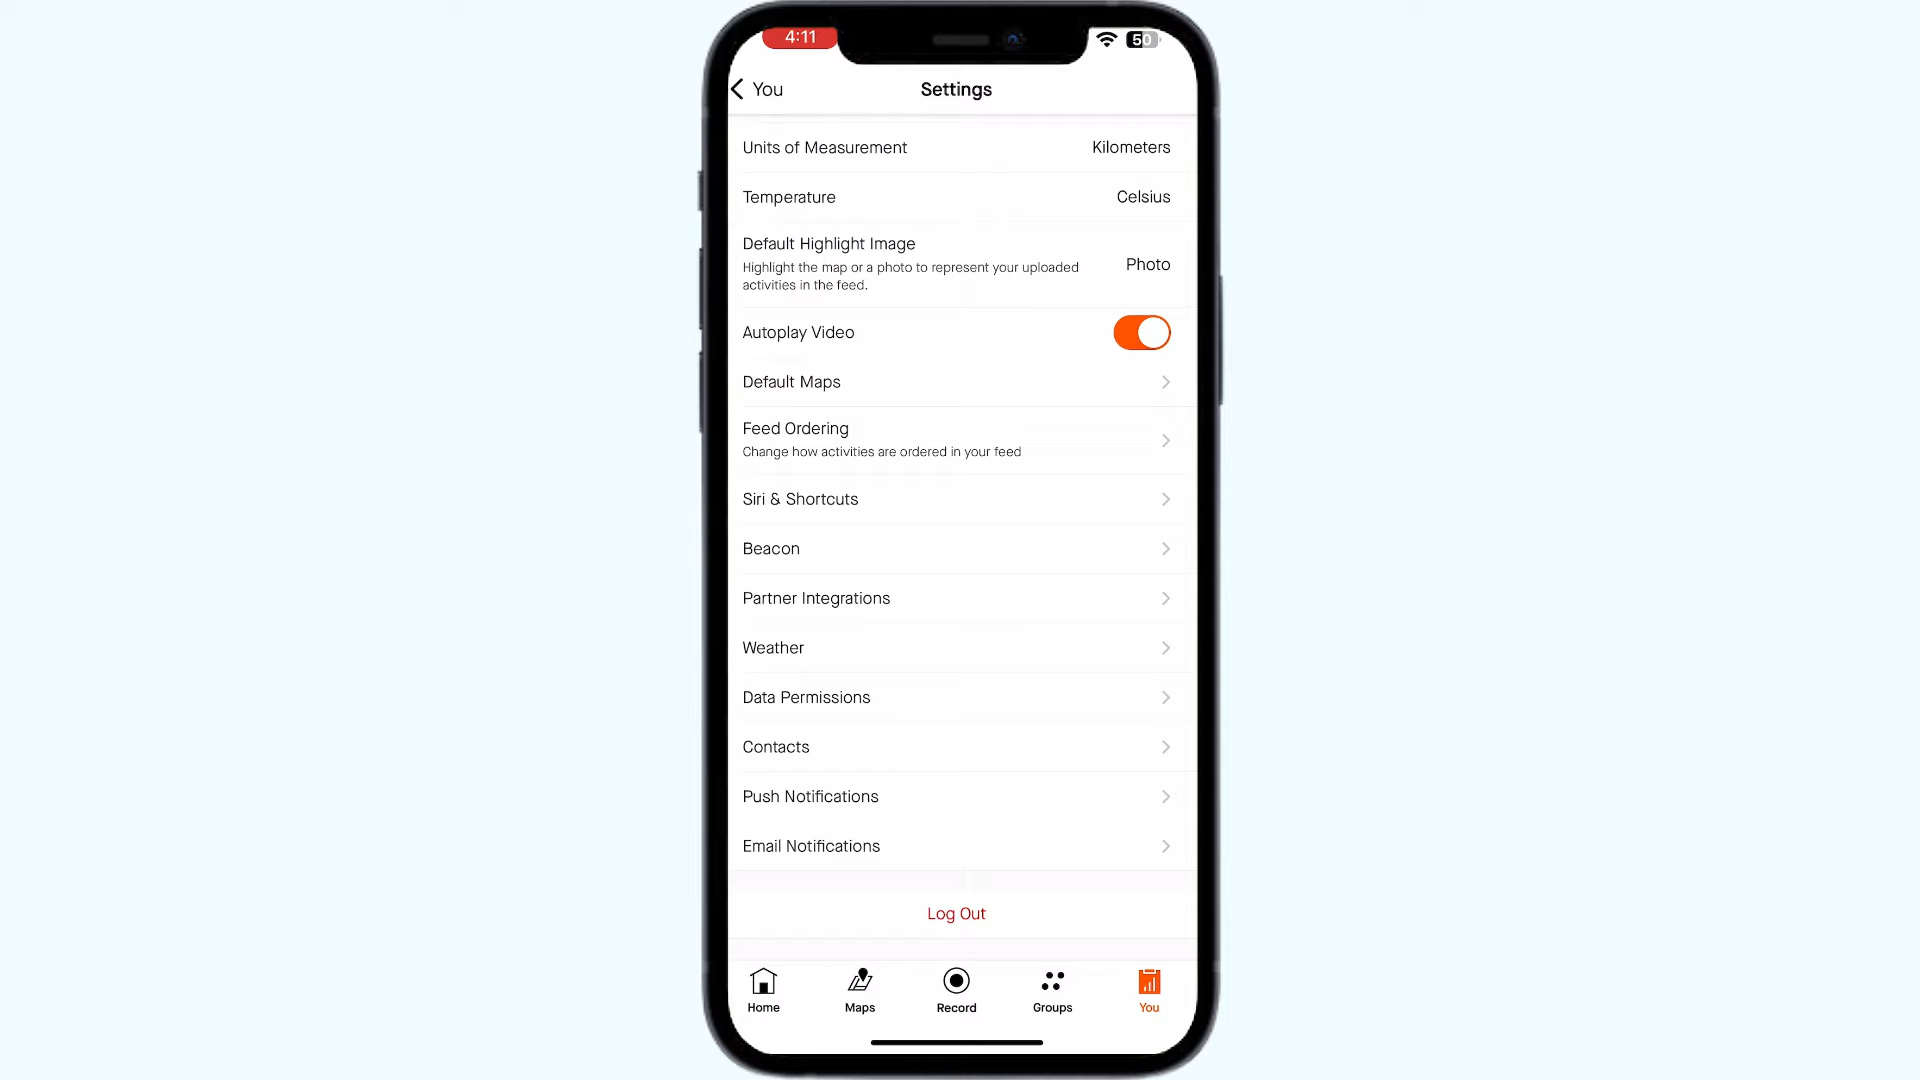 4:11
50
You
Settings
Units of Measurement
Kilometers
Temperature
Celsius
Default Highlight Image
Highlight the map or a photo to represent your uploaded
activities in the feed.
Photo
Autoplay Video
Default Maps
Feed Ordering
Change how activities are ordered in your feed
Siri & Shortcuts
Beacon
Partner Integrations
Weather
Data Permissions
Contacts
Push Notifications
Email Notifications
Log Out
Home
Maps
Record
Groups
You